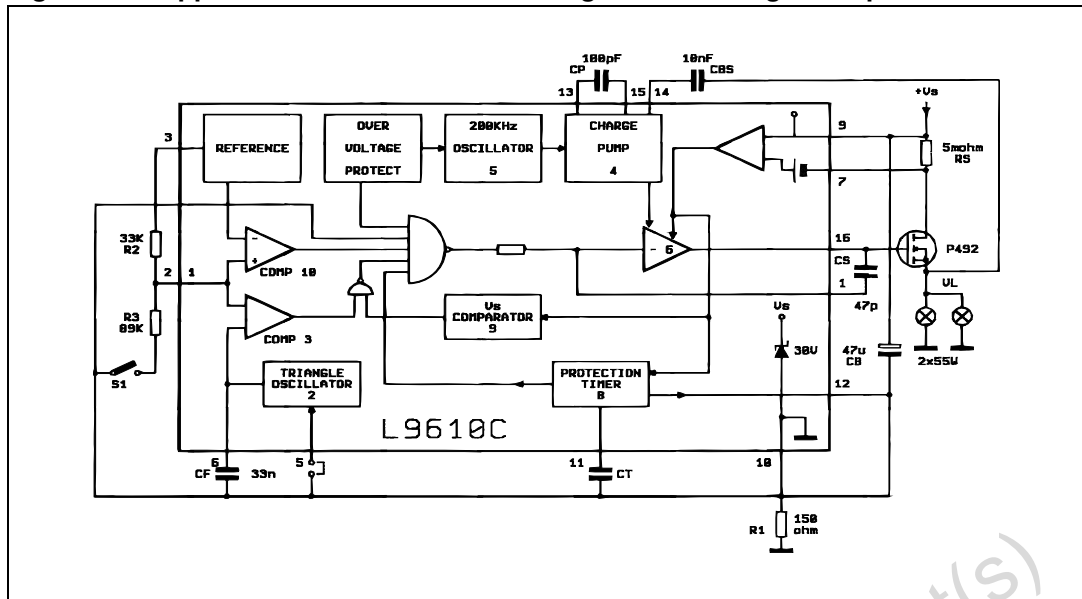 100pF
CP
10nF
CBS
13
15
14
+Vs
3
REFERENCE
OVER
VOLTAGE
PROTECT
200KHz
OSCILLATOR
5
CHARGE
PUMP
4
9
5mohm
RS
7
33K
R2
-
+
COMP 10
-
6
16
P492
CS
1
47p
VL
2
1
R3
89K
COMP 3
Vs
COMPARATOR
9
Vs
30V
47u
CB
2x55W
S1
TRIANGLE
OSCILLATOR
2
PROTECTION
TIMER
8
12
L9610C
6
CF
33n
5
11
CT
10
R1
150
ohm
t(s)